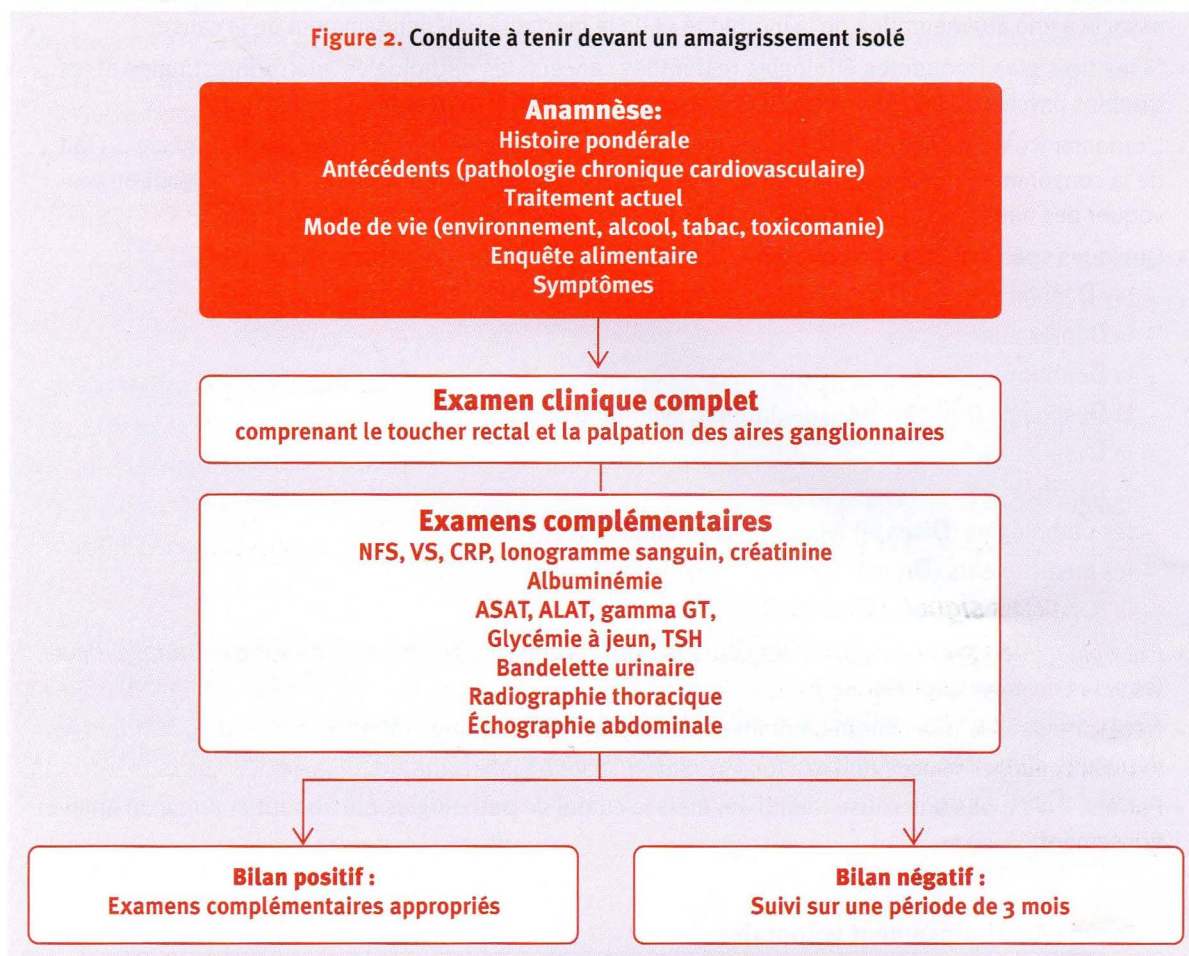 Figure 2. Conduite à tenir devant un amaigrissement isolé
Anamnèse:
Histoire pondérale
Antécédents (pathologie chronique cardiovasculaire)
Traitement actuel
Mode de vie (environnement, alcool, tabac, toxicomanie)
Enquête alimentaire
Symptômes
Examen clinique complet
comprenant le toucher rectal et la palpation des aires ganglionnaires
Examens complémentaires
NFS, VS, CRP, lonogramme sanguin, créatinine
Albuminémie
ASAT, ALAT, gamma GT,
Glycémie à jeun, TSH
Bandelette urinaire
Radiographie thoracique
Échographie abdominale
Bilan positif :
Examens complémentaires appropriés
Bilan négatif :
Suivi sur une période de 3 mois